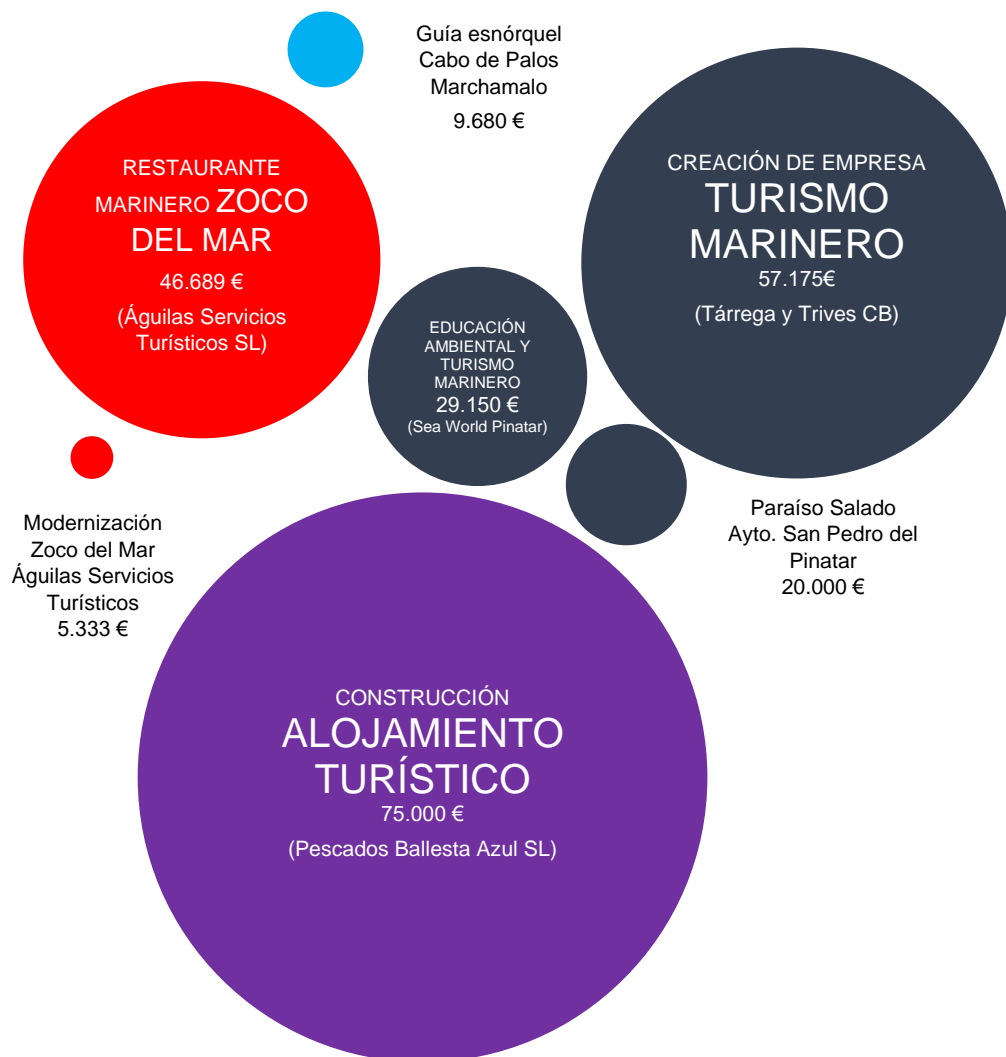 Guía esnórquel
Cabo de Palos
Marchamalo
9.680 €
RESTAURANTE
MARINERO ZOCO
DEL MAR
46.689 €
(Águilas Servicios
Turísticos SL)
CREACIÓN DE EMPRESA
TURISMO
MARINERO
57.175€
(Tárrega y Trives CB)
EDUCACIÓN
AMBIENTAL Y
TURISMO
MARINERO
29.150 €
(Sea World Pinatar)
Modernización
Zoco del Mar
Águilas Servicios
Turísticos
5.333 €
Paraíso Salado
Ayto. San Pedro del
Pinatar
20.000 €
CONSTRUCCIÓN
ALOJAMIENTO
TURÍSTICO
75.000 €
(Pescados Ballesta Azul SL)